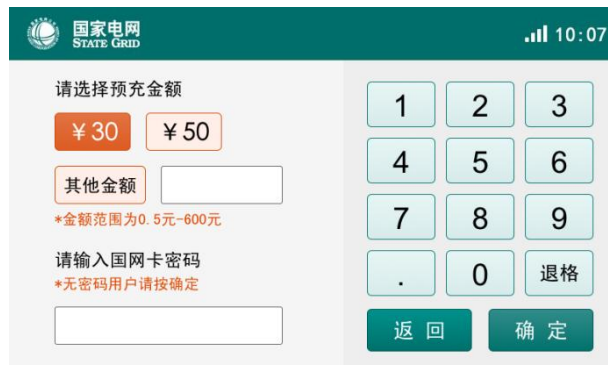 国家电网
STATE GRID
10:07
请选择预充金额
￥30
￥50
其他金额
*金额范围为0.5元-600元
请输入国网卡密码
*无密码用户请按确定
1 2 3
4 5 6
7 8 9
. 0 退格
返 回 确 定